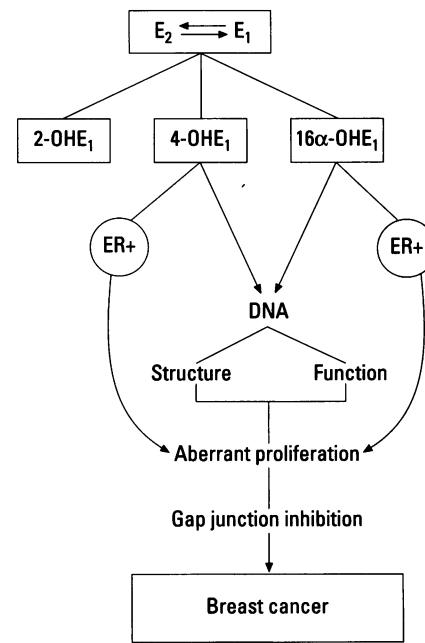 E₂ ⇄ E₁
2-OHE₁ 4-OHE₁ 16α-OHE₁
ER+ ER+
DNA
Structure Function
Aberrant proliferation
Gap junction inhibition
Breast cancer